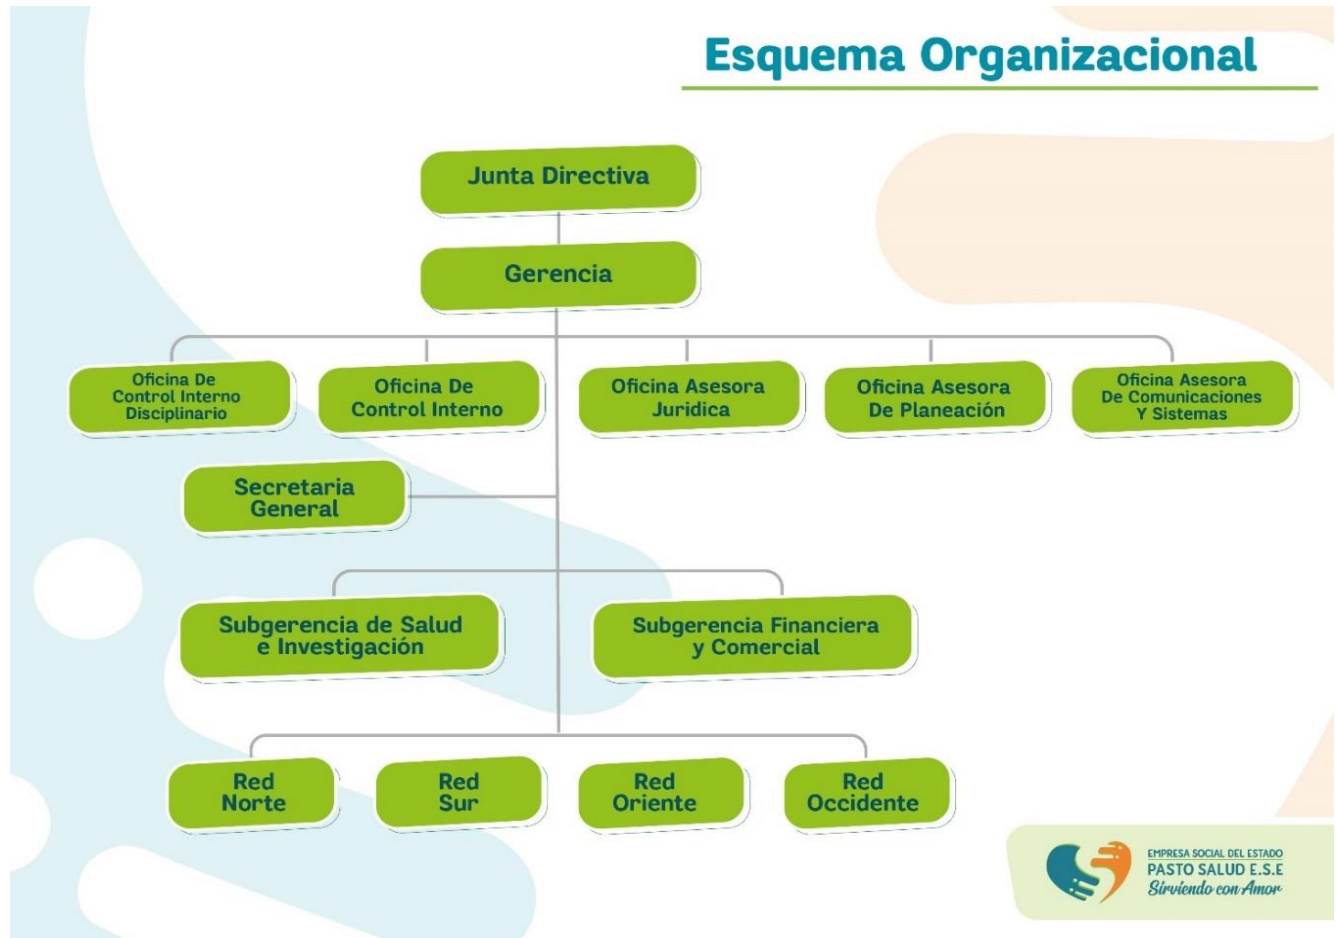 Esquema Organizacional
Junta Directiva
Gerencia
Oficina De
Control Interno
Disciplinario
Oficina De
Control Interno
Oficina Asesora
Juridica
Oficina Asesora
De Planeación
Oficina Asesora
De Comunicaciones
Y Sistemas
Secretaria
General
Subgerencia de Salud
e Investigación
Subgerencia Financiera
y Comercial
Red
Norte
Red
Sur
Red
Oriente
Red
Occidente
EMPRESA SOCIAL DEL ESTADO
PASTO SALUD E.S.E
Sirviendo con Amor